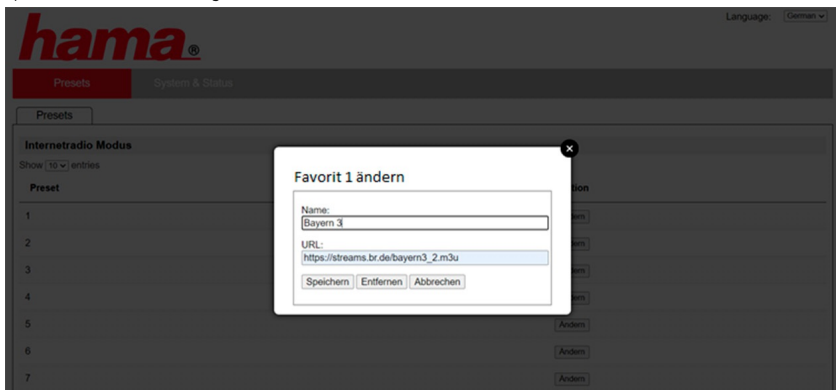 Language: German
hama®
Presets System & Status
Presets
Internetradio Modus
Show 10 entries
Preset
1
2
3
4
5 Ändern
6 Ändern
7 Ändern
Favorit 1 ändern
Name:
Bayern 3
URL:
https://streams.br.de/bayern3_2.m3u
Speichern Entfernen Abbrechen